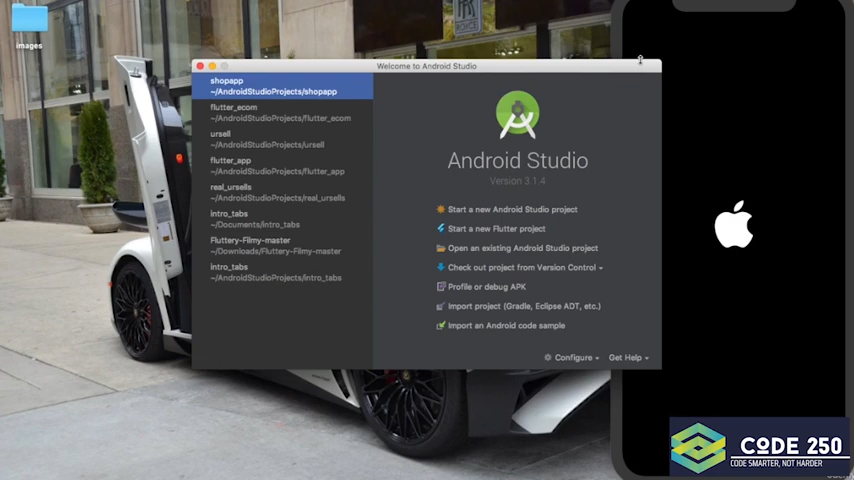 images
Welcome to Android Studio
shopapp
~/AndroidStudioProjects/shopapp
flutter_ecom
~/AndroidStudioProjects/flutter_ecom
ursell
~/AndroidStudioProjects/ursell
flutter_app
~/AndroidStudioProjects/flutter_app
real_ursells
~/AndroidStudioProjects/real_ursells
intro_tabs
~/Documents/intro_tabs
Fluttery-Filmy-master
~/Downloads/Fluttery-Filmy-master
intro_tabs
~/AndroidStudioProjects/intro_tabs
Android Studio
Version 3.1.4
Start a new Android Studio project
Start a new Flutter project
Open an existing Android Studio project
Check out project from Version Control
Profile or debug APK
Import project (Gradle, Eclipse ADT, etc.)
Import an Android code sample
Configure
Get Help
CODE 250
CODE SMARTER, NOT HARDER